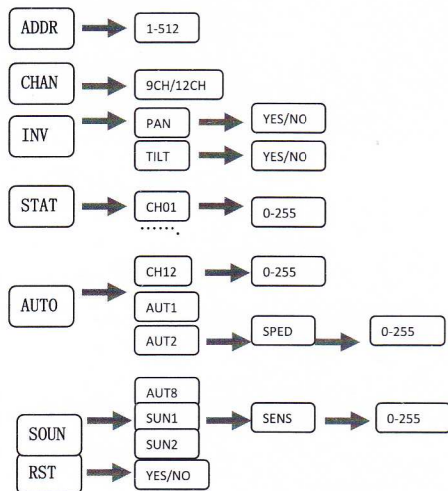 ADDR 1-512
CHAN 9CH/12CH
INV PAN YES/NO
TILT YES/NO
STAT CH01 0-255
.......
CH12 0-255
AUTO AUT1
AUT2 SPED 0-255
AUT8
SOUN SUN1 SENS 0-255
SUN2
RST YES/NO